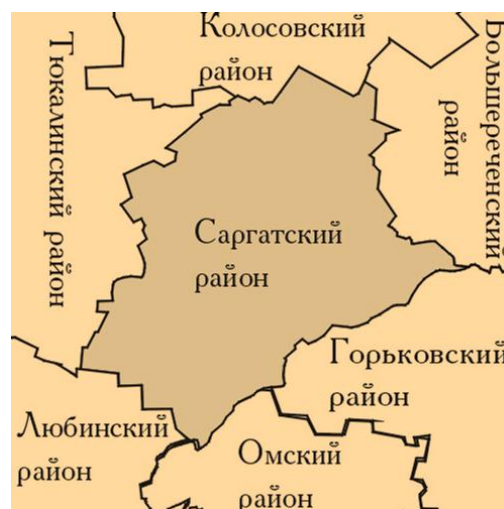 Колосовский
район
Тюкалинский район
Большереченский
район
Саргатский
район
Горьковский
район
Любинский
район
Омский
район